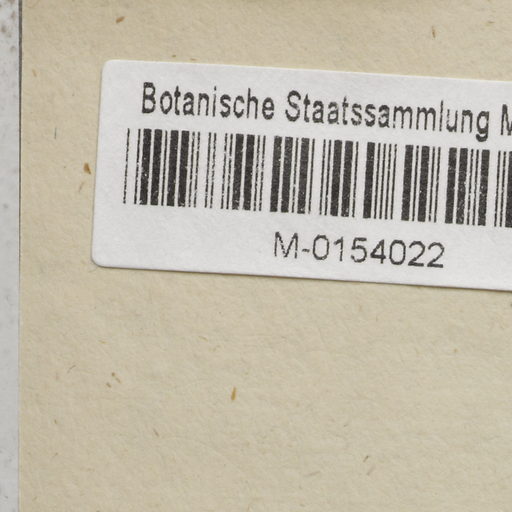 Botanische Staatssammlung M
M-0154022